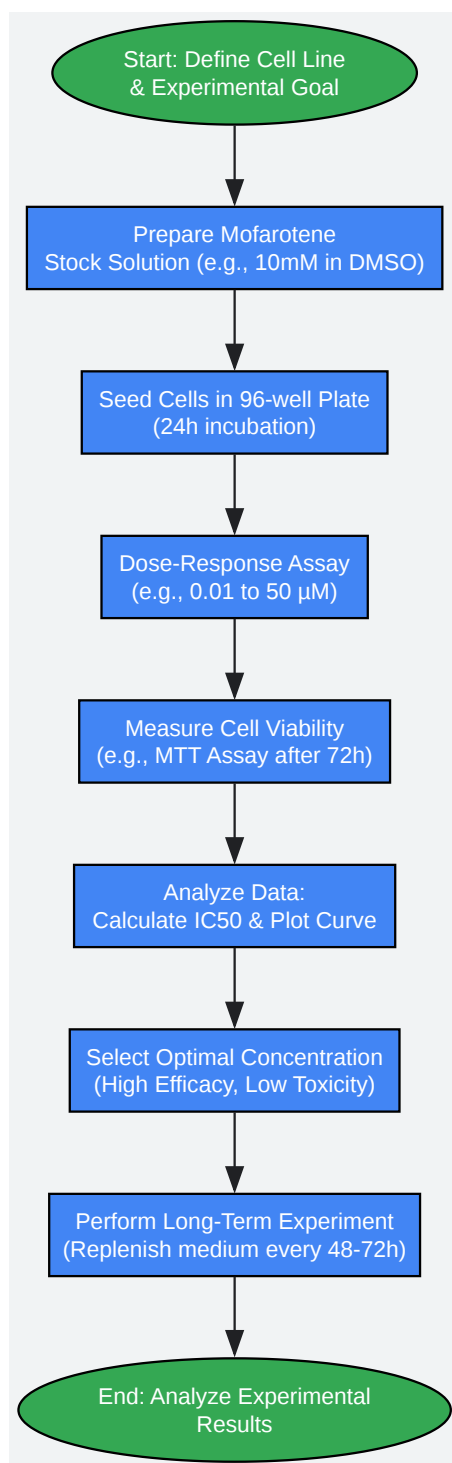 Start: Define Cell Line
& Experimental Goal
Prepare Mofarotene
Stock Solution (e.g., 10mM in DMSO)
Seed Cells in 96-well Plate
(24h incubation)
Dose-Response Assay
(e.g., 0.01 to 50 µM)
Measure Cell Viability
(e.g., MTT Assay after 72h)
Analyze Data:
Calculate IC50 & Plot Curve
Select Optimal Concentration
(High Efficacy, Low Toxicity)
Perform Long-Term Experiment
(Replenish medium every 48-72h)
End: Analyze Experimental
Results